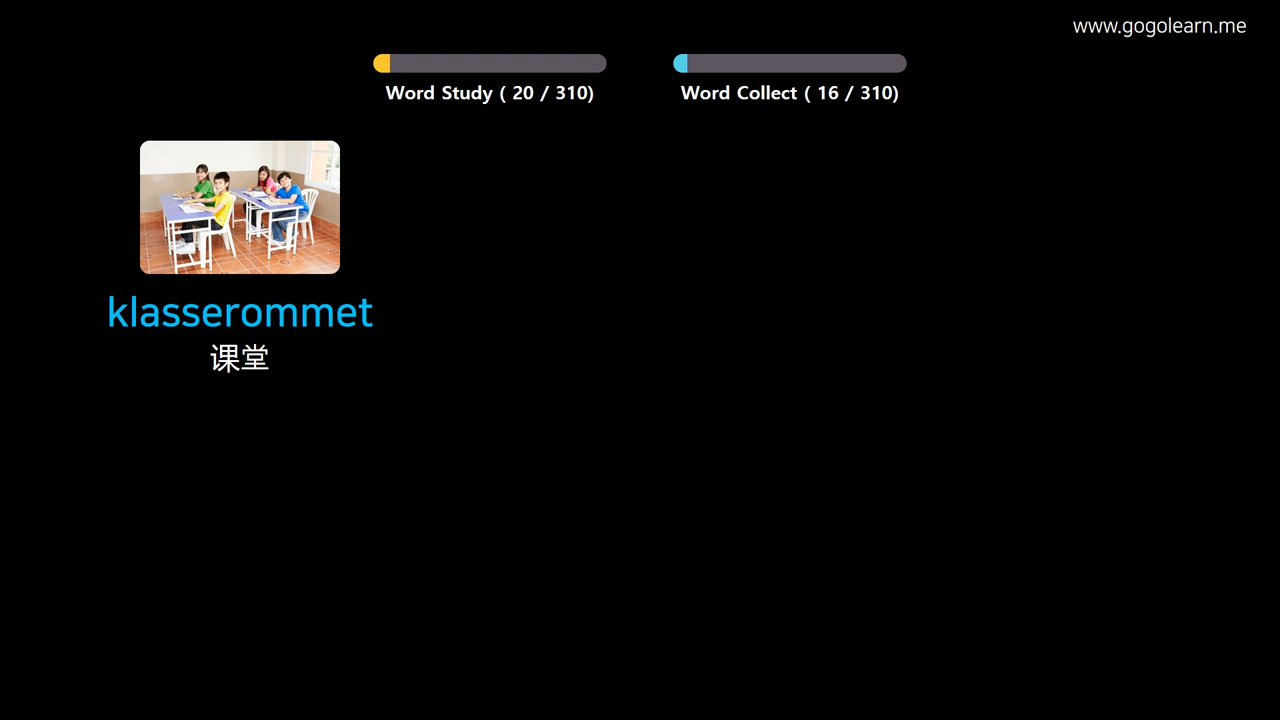 www.gogolearn.me
Word Study ( 20 / 310)
Word Collect ( 16 / 310)
klasserommet
课堂